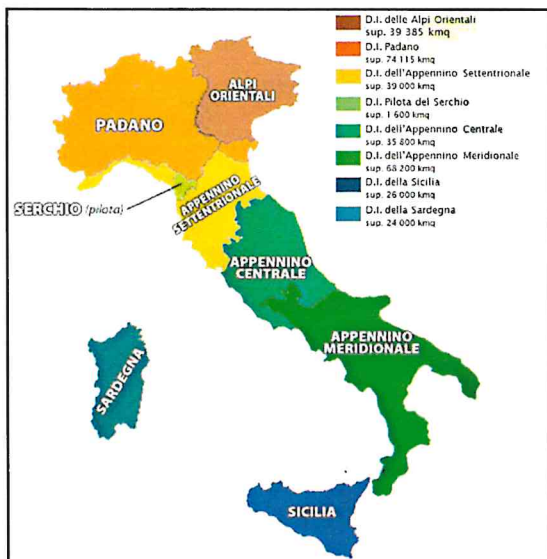 D.I. delle Alpi Orientali
sup. 39 385 kmq
D.I. Padano
sup. 74 115 kmq
D.I. dell'Appennino Settentrionale
sup. 39 000 kmq
D.I. Pilota del Serchio
sup. 1 600 kmq
D.I. dell'Appennino Centrale
sup. 35 800 kmq
D.I. dell'Appennino Meridionale
sup. 68 200 kmq
D.I. della Sicilia
sup. 26 000 kmq
D.I. della Sardegna
sup. 24 000 kmq
ALPI
ORIENTALI
PADANO
SERCHIO (pilota)
APPENNINO
SETTENTRIONALE
APPENNINO
CENTRALE
APPENNINO
MERIDIONALE
SARDEGNA
SICILIA